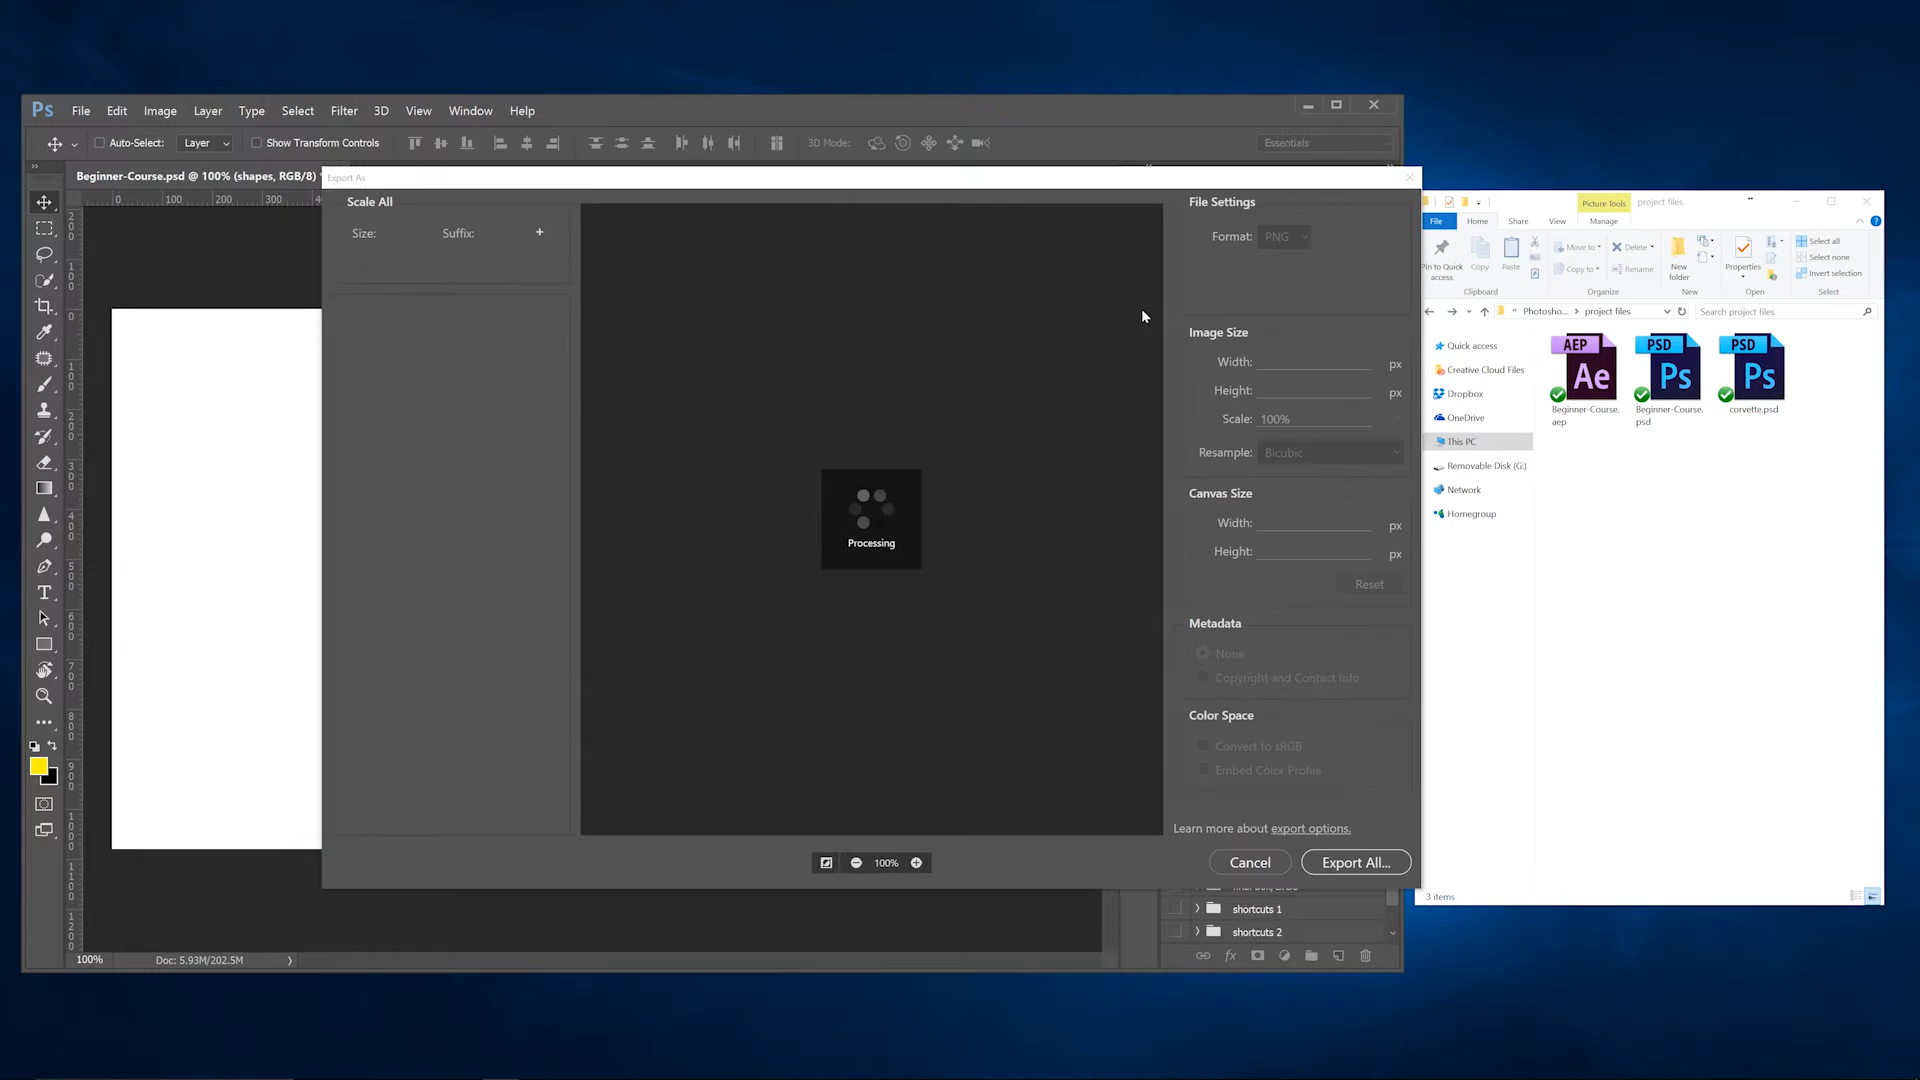 Ps File Edit Image Layer Type Select Filter 3D View Window Help
Auto-Select: Layer Show Transform Controls 3D Mode: Essentials
Beginner-Course.psd @ 100% (shapes, RGB/8) *
Export As
0 100 200 300
Scale All
Size: Suffix: +
Processing
100%
File Settings
Format: PNG
Image Size
Width: px
Height: px
Scale: 100%
Resample: Bicubic
Canvas Size
Width: px
Height: px
Reset
Metadata
None
Copyright and Contact Info
Color Space
Convert to sRGB
Embed Color Profile
Learn more about export options.
Cancel Export All...
shortcuts 1
shortcuts 2
fx
100% Doc: 5.93M/202.5M
Picture Tools project files
File Home Share View Manage
Pin to Quick access
Copy
Paste
Clipboard
Move to
Copy to
Delete
Rename
Organize
New folder
New
Properties
Open
Select all
Select none
Invert selection
Select
Photosho... project files Search project files
Quick access
Creative Cloud Files
Dropbox
OneDrive
This PC
Removable Disk (G:)
Network
Homegroup
AEP
Ae
Beginner-Course.
aep
PSD
Ps
Beginner-Course.
psd
PSD
Ps
corvette.psd
3 items